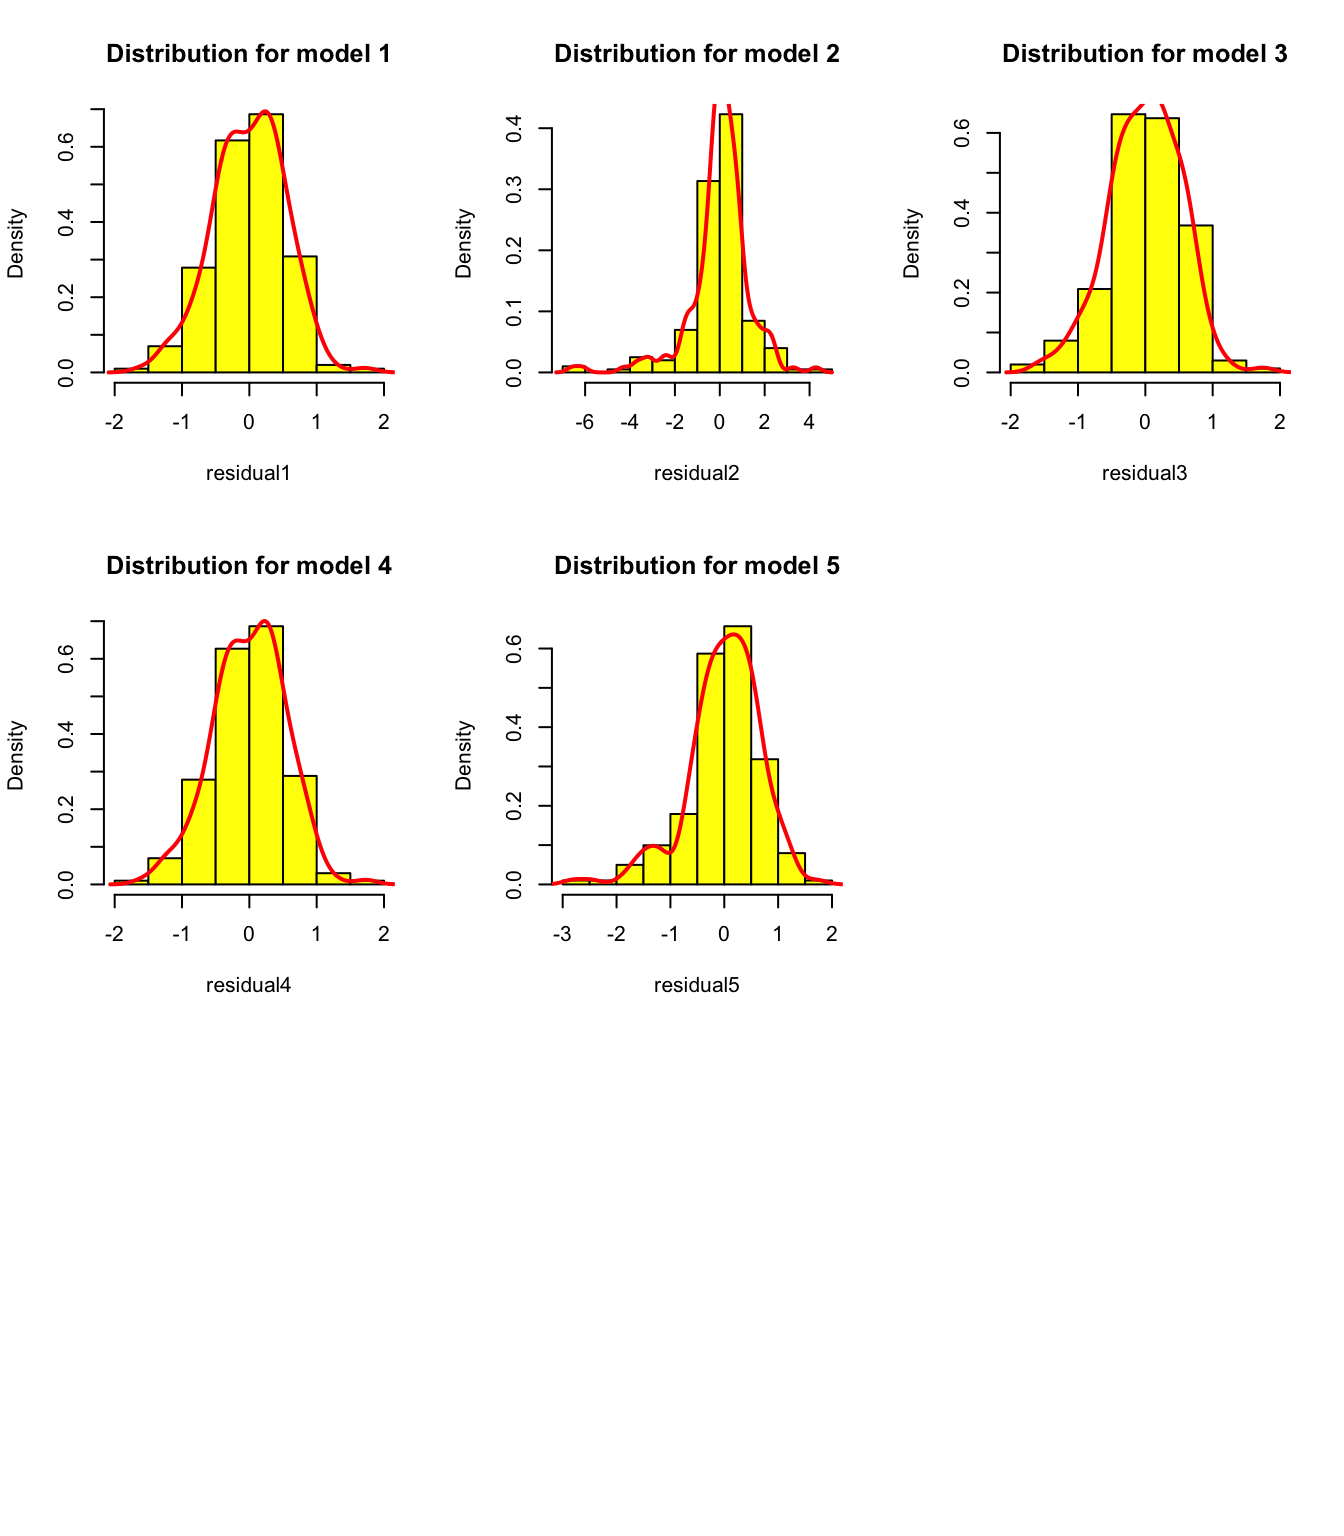 Distribution for model 1
Density
0.0 0.2 0.4 0.6
-2 -1 0 1 2
residual1
Distribution for model 2
Density
0.0 0.1 0.2 0.3 0.4
-6 -4 -2 0 2 4
residual2
Distribution for model 3
Density
0.0 0.2 0.4 0.6
-2 -1 0 1 2
residual3
Distribution for model 4
Density
0.0 0.2 0.4 0.6
-2 -1 0 1 2
residual4
Distribution for model 5
Density
0.0 0.2 0.4 0.6
-3 -2 -1 0 1 2
residual5